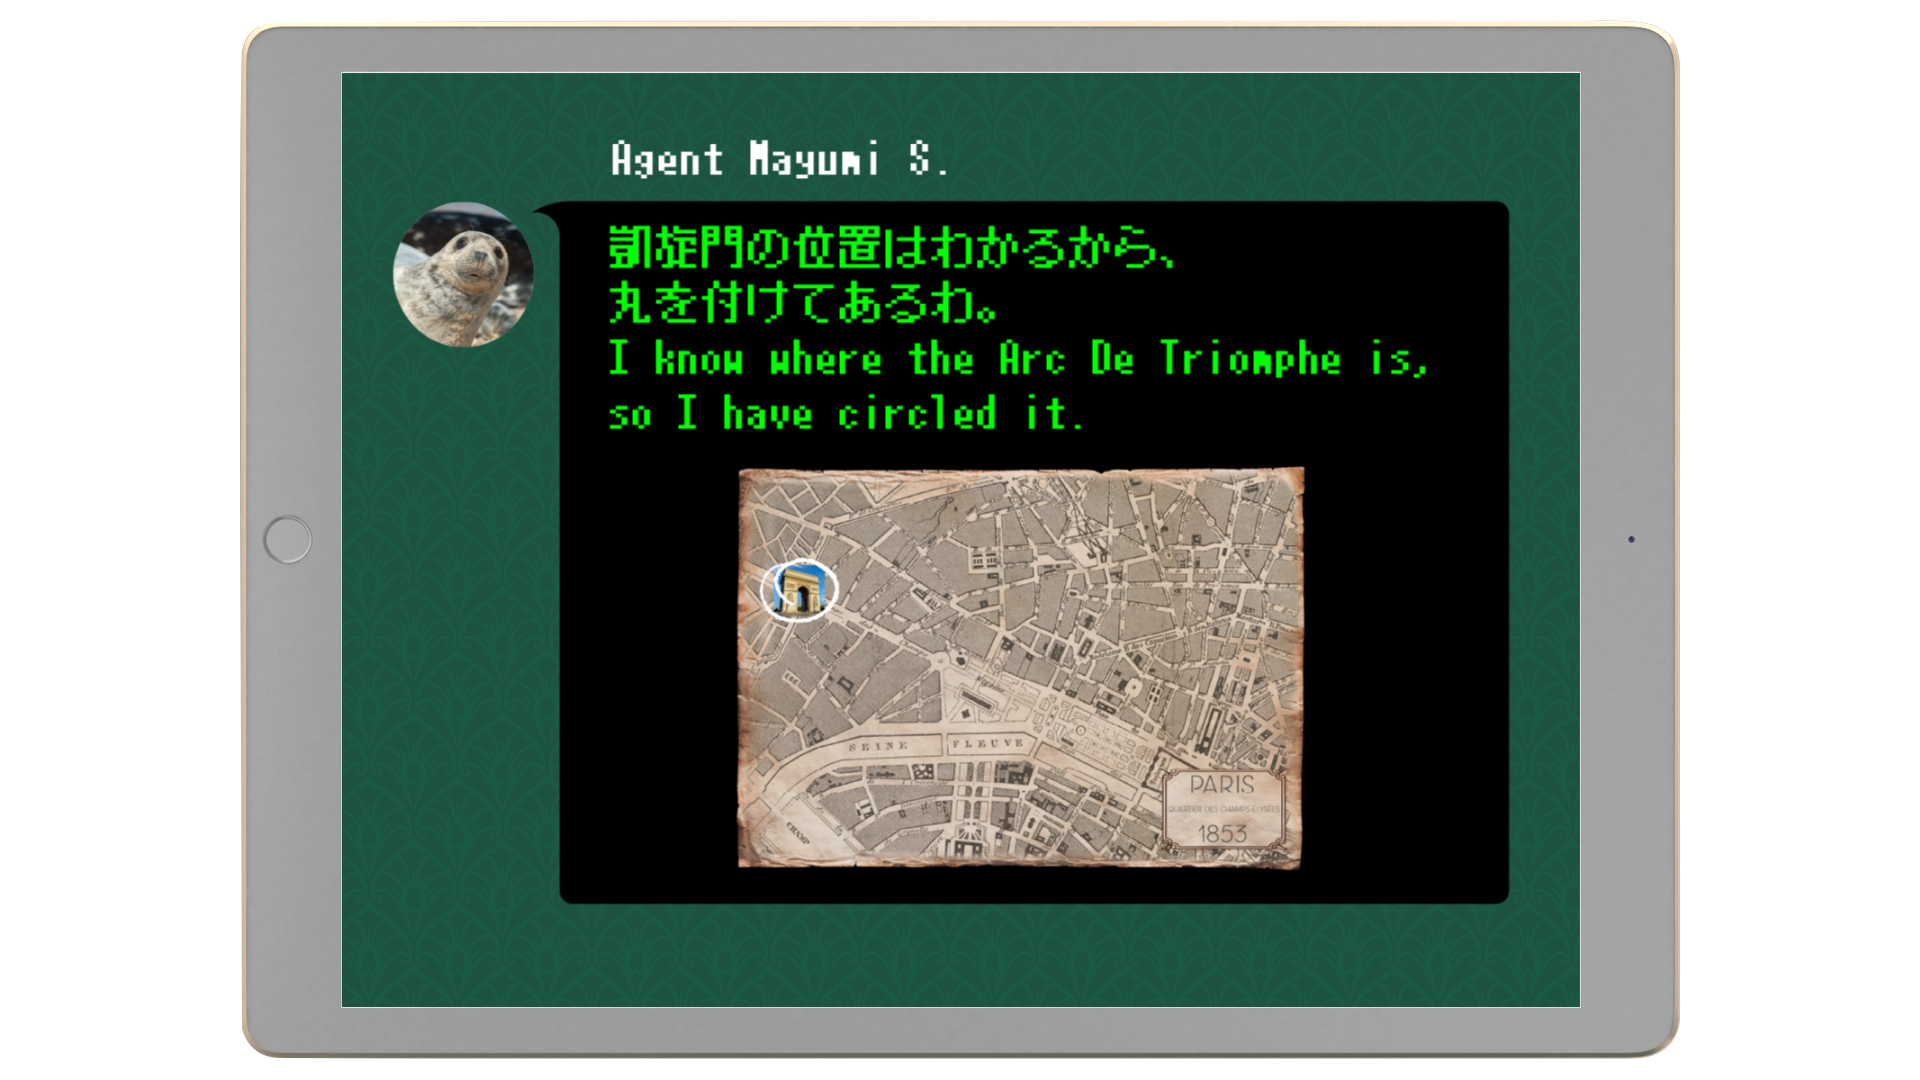 Agent Mayumi S.
凱旋門の位置はわかるから、
丸を付けてあるわ。
I know where the Arc De Triomphe is,
so I have circled it.
SEINE FLEUVE
CHAMP
PARIS
QUARTIER DES CHAMPS-ELYSÉES
1853